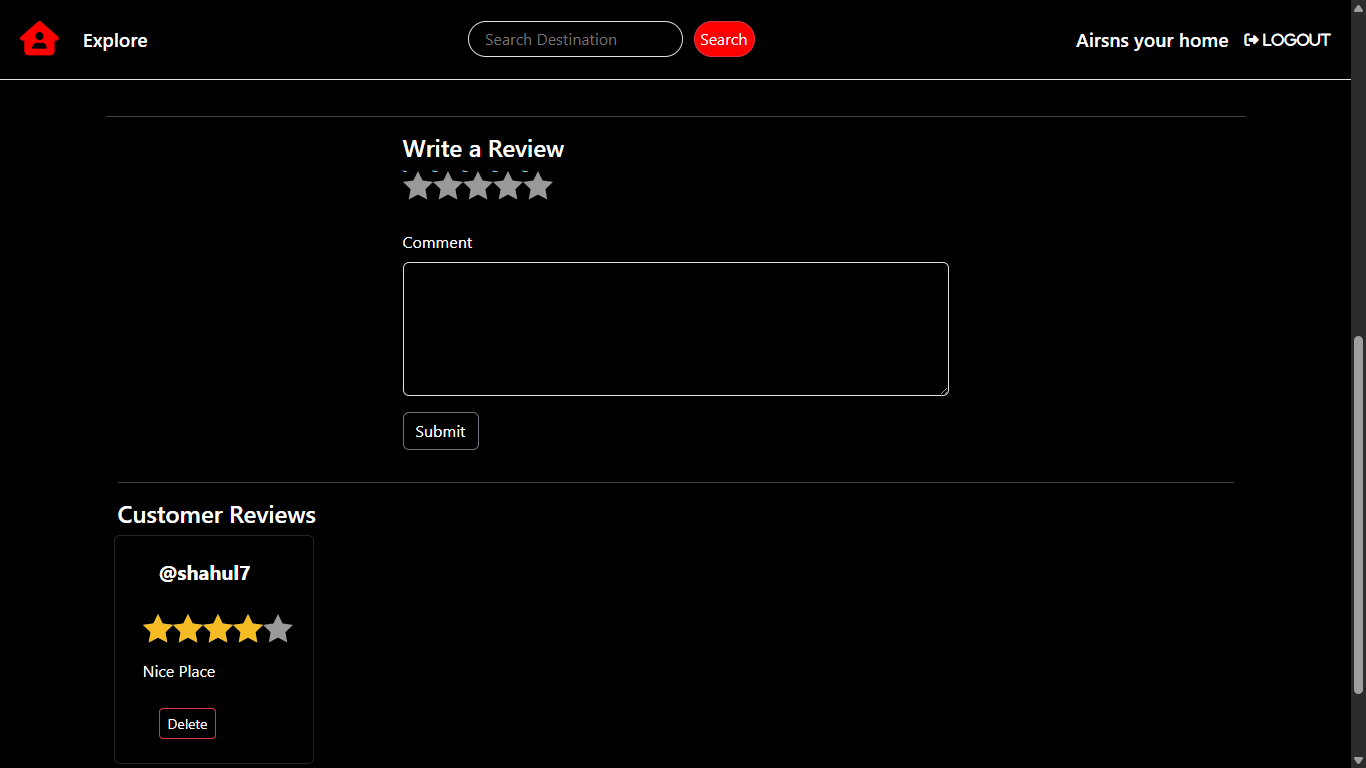 Explore
Search Destination
Search
Airsns your home
LOGOUT
Write a Review
Comment
Submit
Customer Reviews
@shahul7
Nice Place
Delete